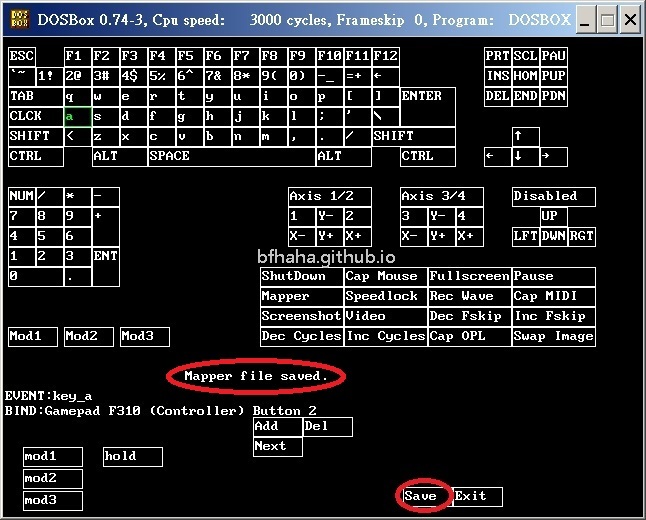 DOSBox 0.74-3, Cpu speed: 3000 cycles, Frameskip 0, Program: DOSBOX
ESC F1 F2 F3 F4 F5 F6 F7 F8 F9 F10 F11 F12 PRT SCL PAU
`~ 1! 2@ 3# 4$ 5% 6^ 7& 8* 9( 0) -_ =+ ← INS HOM PUP
TAB q w e r t y u i o p [ ] ENTER DEL END PDN
CLCK a s d f g h j k l ; ' \
SHIFT < z x c v b n m , . / SHIFT ↑
CTRL ALT SPACE ALT CTRL ← ↓ →
NUM / * - Axis 1/2 Axis 3/4 Disabled
7 8 9 + 1 Y- 2 3 Y- 4 UP
4 5 6 X- Y+ X+ X- Y+ X+ LFT DWN RGT
1 2 3 ENT
bfhaha.github.io
0 . ShutDown Cap Mouse Fullscreen Pause
Mapper Speedlock Rec Wave Cap MIDI
Screenshot Video Dec Fskip Inc Fskip
Mod1 Mod2 Mod3 Dec Cycles Inc Cycles Cap OPL Swap Image
Mapper file saved.
EVENT:key_a
BIND:Gamepad F310 (Controller) Button 2
Add Del
Next
mod1 hold
mod2
mod3 Save Exit